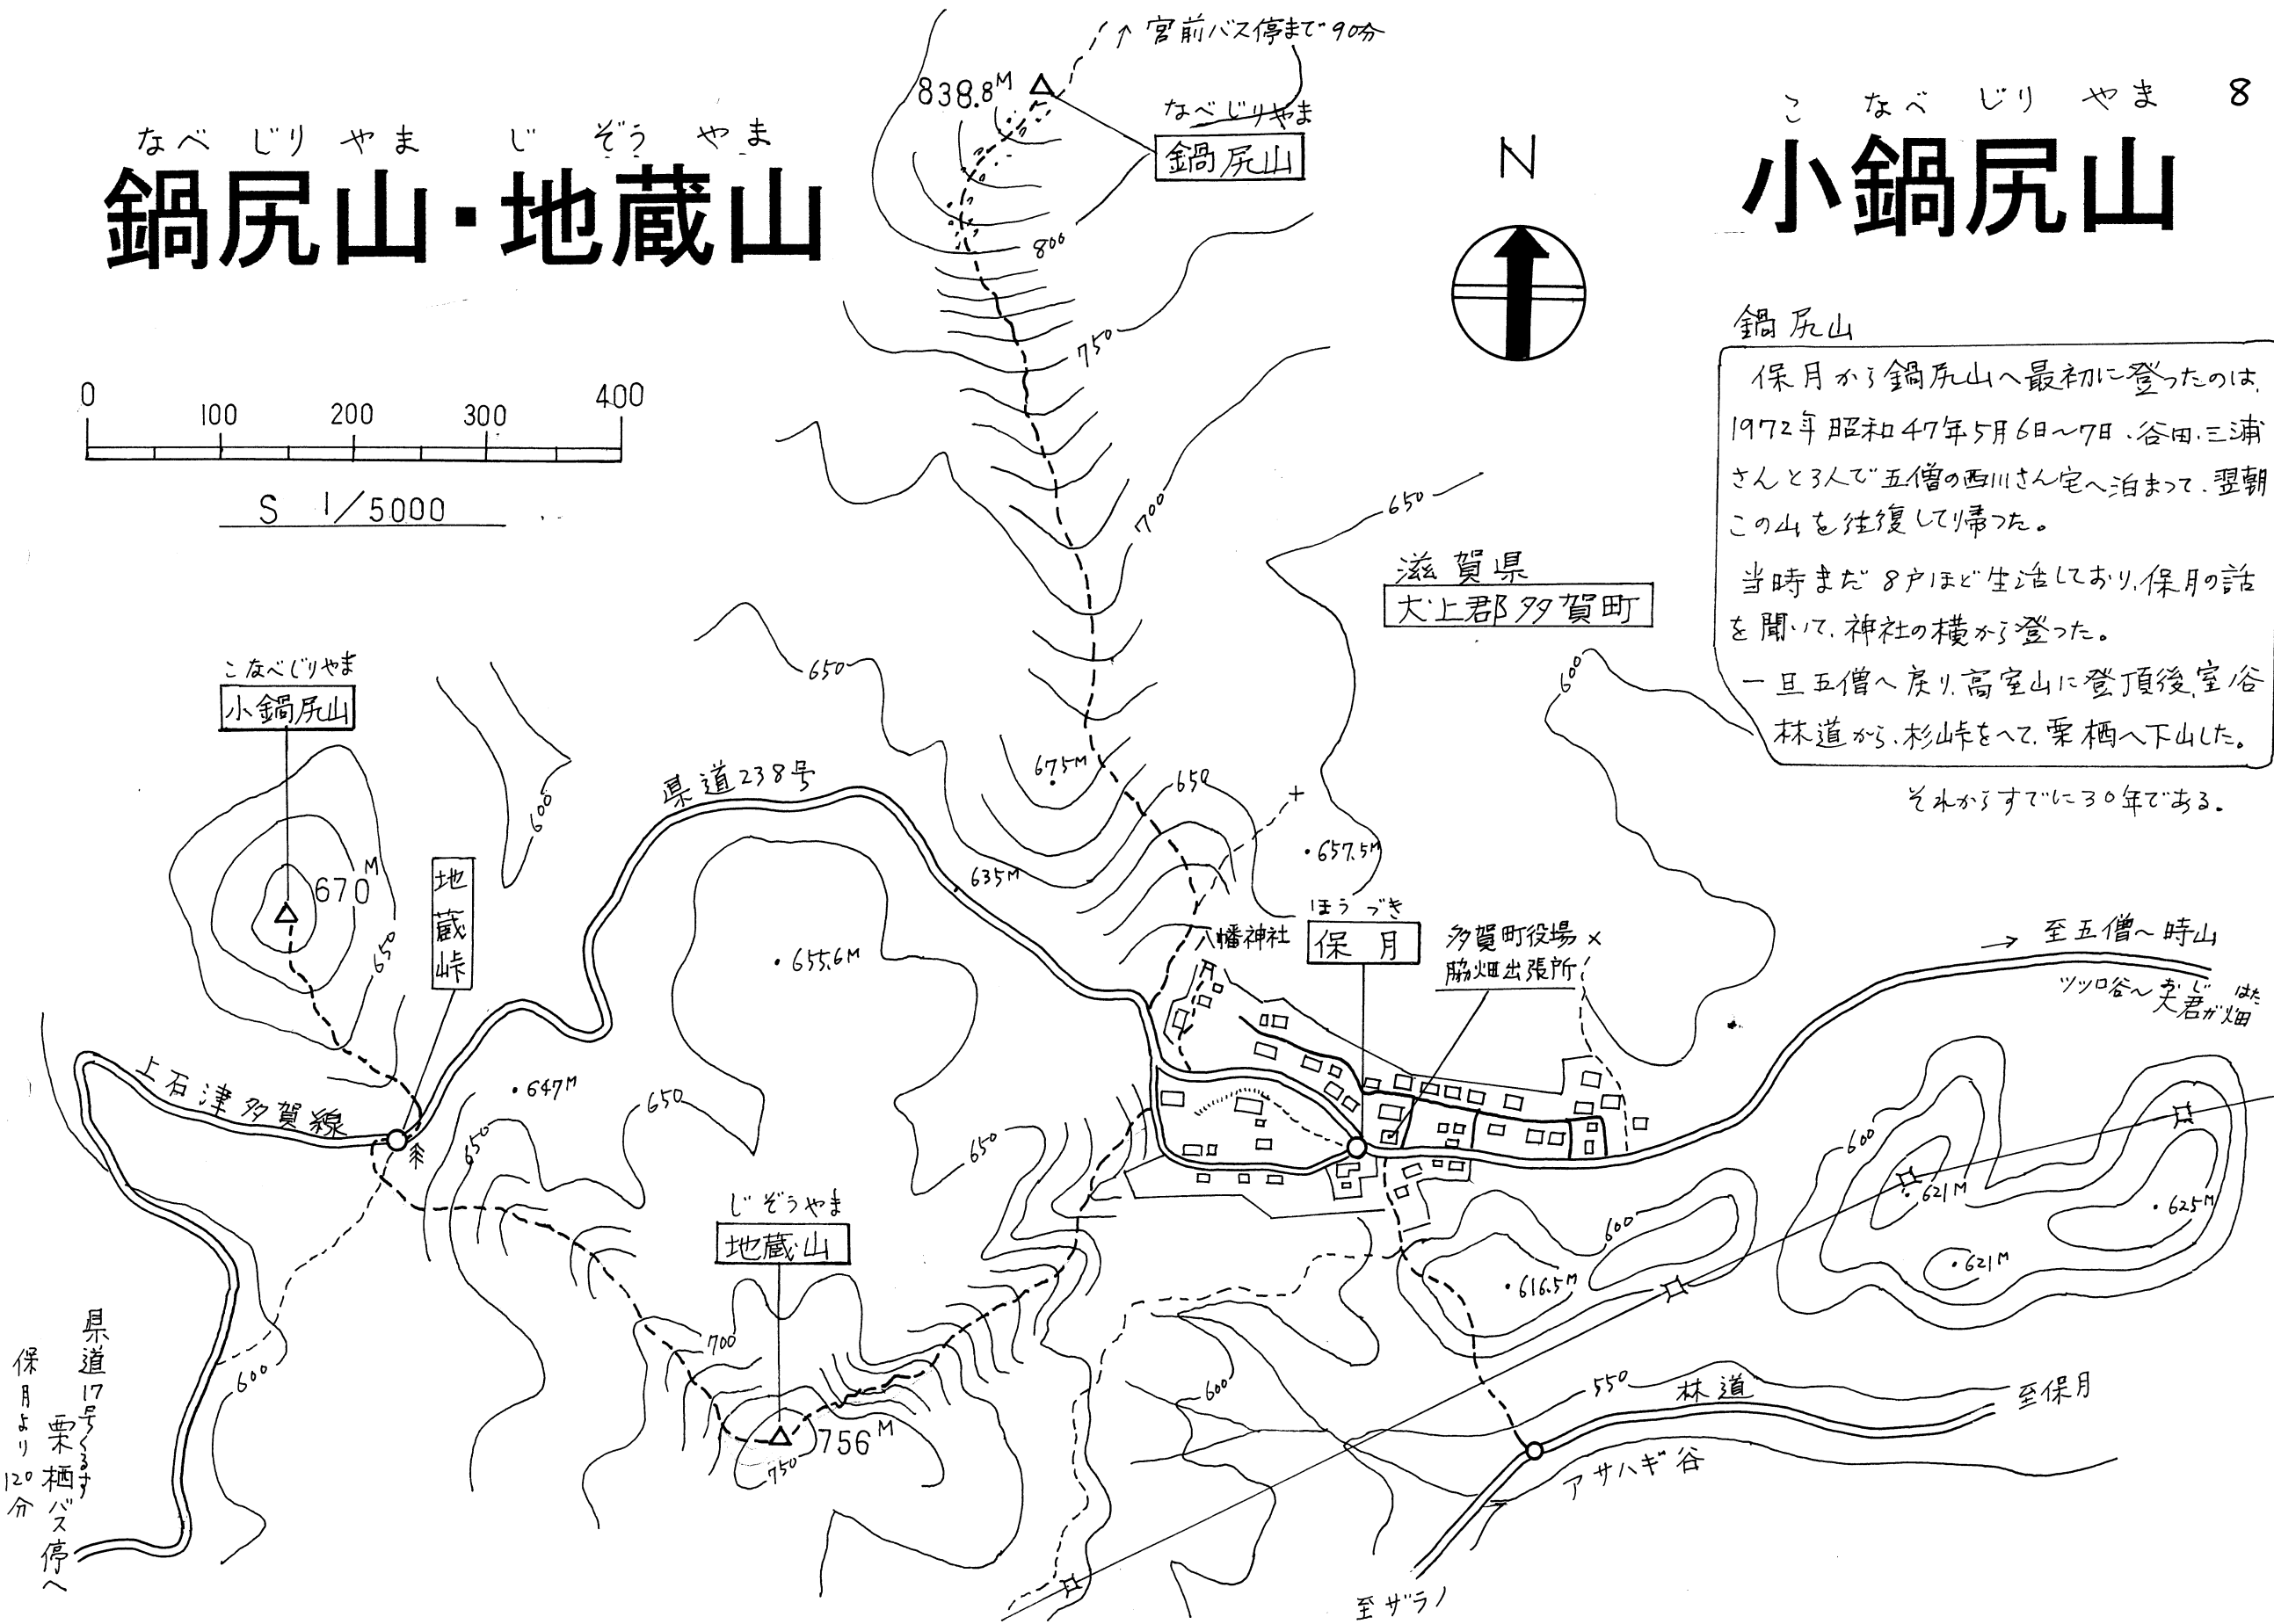 ↑宮前バス停まで90分
838.8M
なべじりやま
鍋尻山
なべ じり やま じ ぞう やま
鍋尻山・地蔵山
N
こ なべ じり やま
小鍋尻山
8
0 100 200 300 400
S 1/5000
800
750
700
650
鍋尻山
保月から鍋尻山へ最初に登ったのは、
1972年昭和47年5月6日〜7日、谷田、三浦
さんと3人で五僧の西川さん宅へ泊まって、翌朝
この山を往復して帰った。
当時まだ8戸ほど生活しており、保月の話
を聞いて、神社の横から登った。
一旦五僧へ戻り、高室山に登頂後、室ノ谷
林道から、杉峠をへて、栗栖へ下山した。
それからすでに30年である。
滋賀県
犬上郡多賀町
こなべじりやま
小鍋尻山
670M
650
600
地蔵峠
県道238号
650
675M
650
657.5M
635M
655.6M
647M
650
650
650
600
八幡神社
ほうづき
保月
多賀町役場
脇畑出張所
→ 至五僧〜時山
ツツロ谷〜犬君ガ畑
おじ はた
上石津多賀線
じぞうやま
地蔵山
700
756M
750
600
616.5M
600
600
621M
625M
621M
600
550
林道
至保月
アサハギ谷
至ザラノ
県道17号くるす
栗栖バス停へ
保月より120分